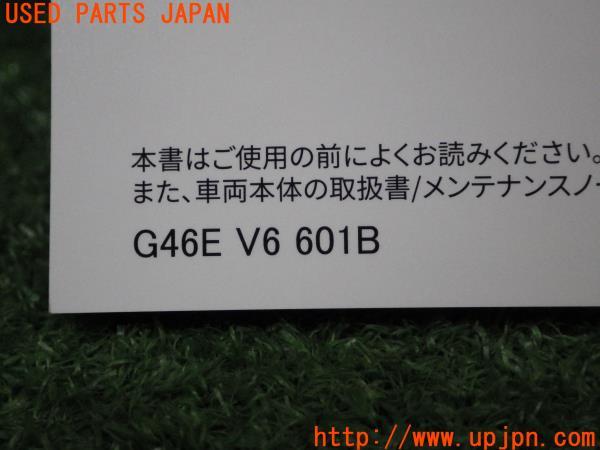 USED PARTS JAPAN
本書はご使用の前によくお読みください。
また、車両本体の取扱書/メンテナンスノー
G46E V6 601B
http://www.upjpn.com